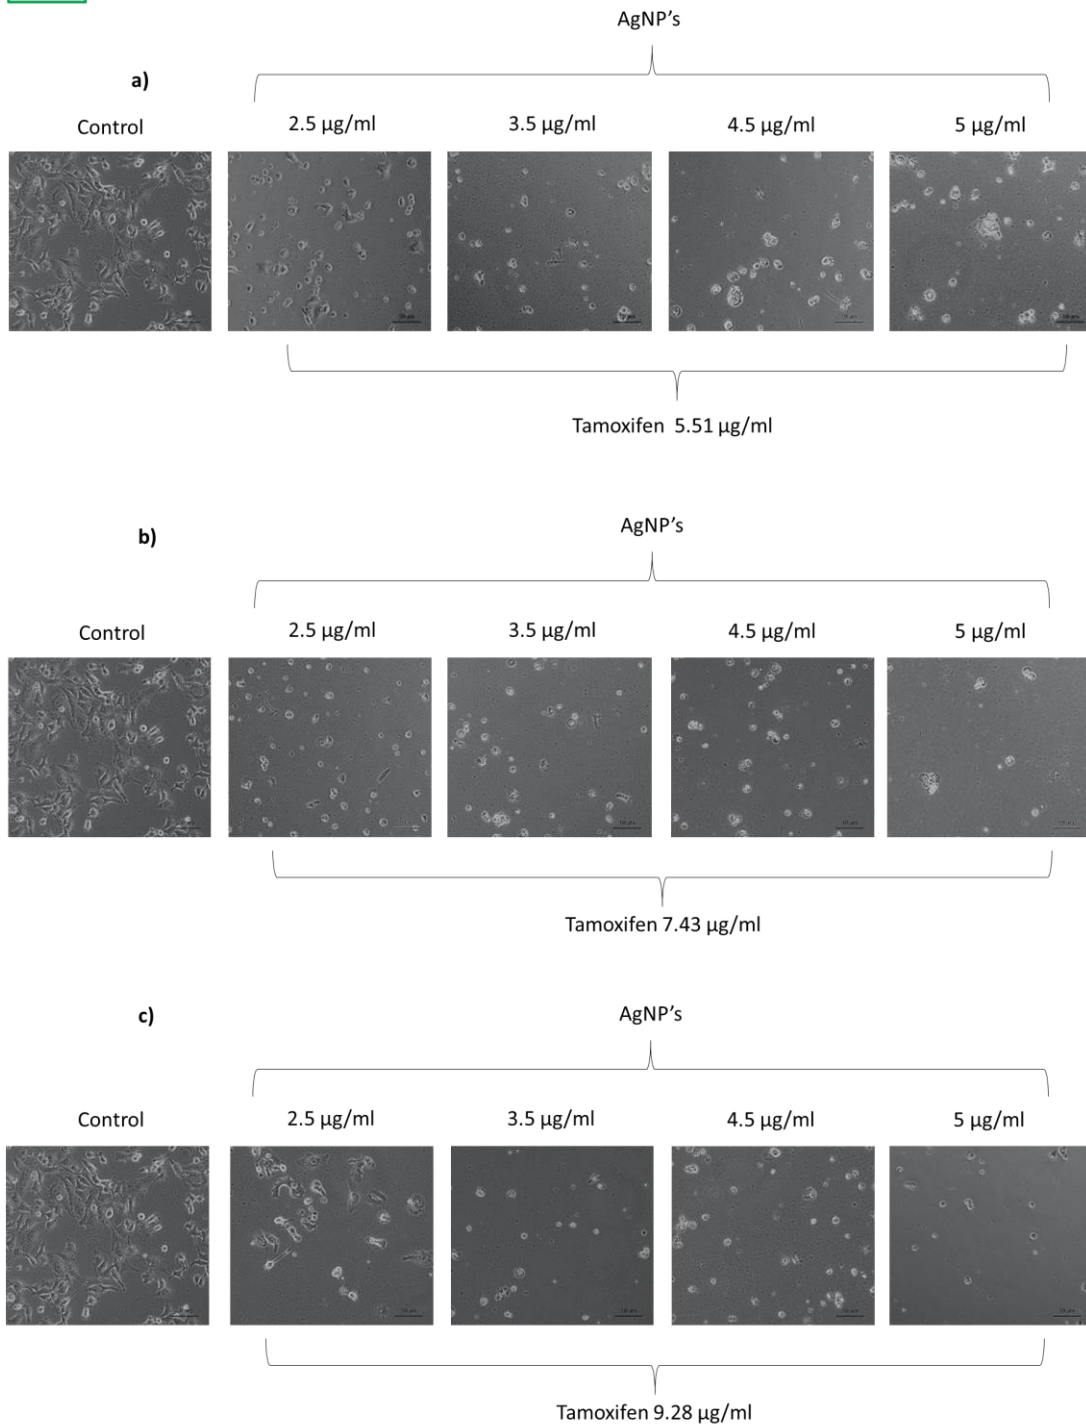 AgNP's
a)
Control
2.5 µg/ml
3.5 µg/ml
4.5 µg/ml
5 µg/ml
Tamoxifen 5.51 µg/ml
AgNP's
b)
Control
2.5 µg/ml
3.5 µg/ml
4.5 µg/ml
5 µg/ml
Tamoxifen 7.43 µg/ml
AgNP's
c)
Control
2.5 µg/ml
3.5 µg/ml
4.5 µg/ml
5 µg/ml
Tamoxifen 9.28 µg/ml